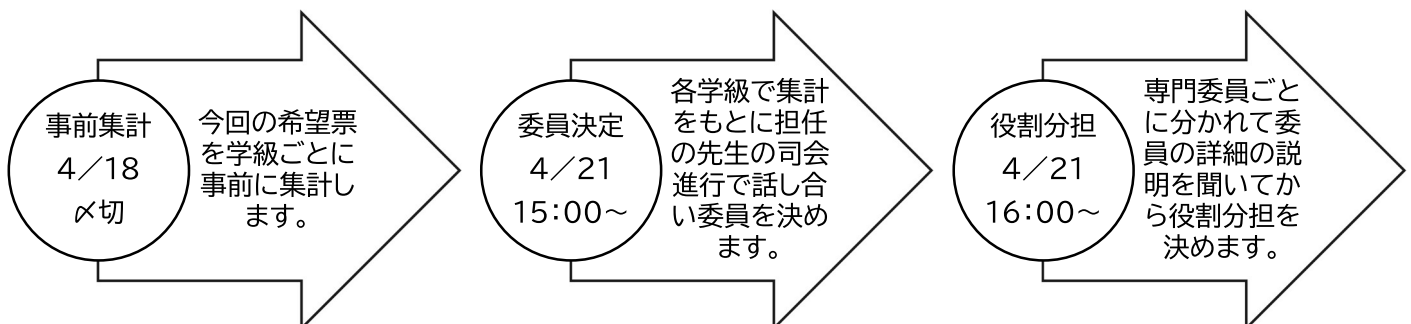 事前集計
4／18
〆切
今回の希望票
を学級ごとに
事前に集計し
ます。
委員決定
4／21
15：00～
各学級で集計
をもとに担任
の先生の司会
進行で話し合
い委員を決め
ます。
役割分担
4／21
16：00～
専門委員ごと
に分かれて委
員の詳細の説
明を聞いてか
ら役割分担を
決めます。